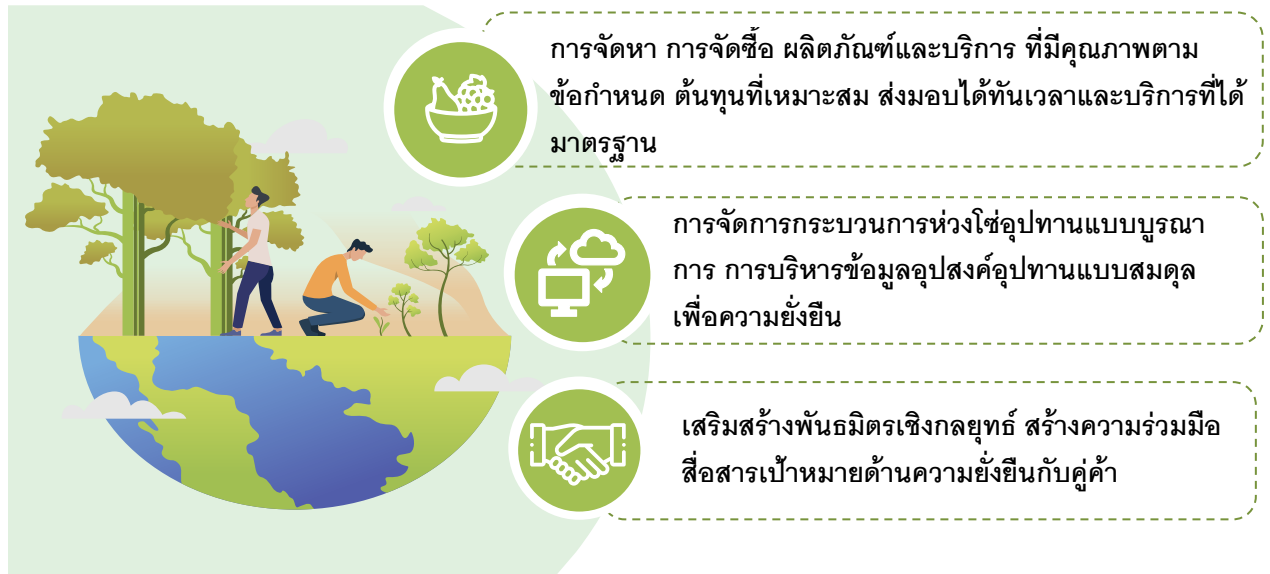 การจัดหา การจัดซื้อ ผลิตภัณฑ์และบริการ ที่มีคุณภาพตาม
ข้อกำหนด ต้นทุนที่เหมาะสม ส่งมอบได้ทันเวลาและบริการที่ได้
มาตรฐาน
การจัดการกระบวนการห่วงโซ่อุปทานแบบบูรณา
การ การบริหารข้อมูลอุปสงค์อุปทานแบบสมดุล
เพื่อความยั่งยืน
เสริมสร้างพันธมิตรเชิงกลยุทธ์ สร้างความร่วมมือ
สื่อสารเป้าหมายด้านความยั่งยืนกับคู่ค้า